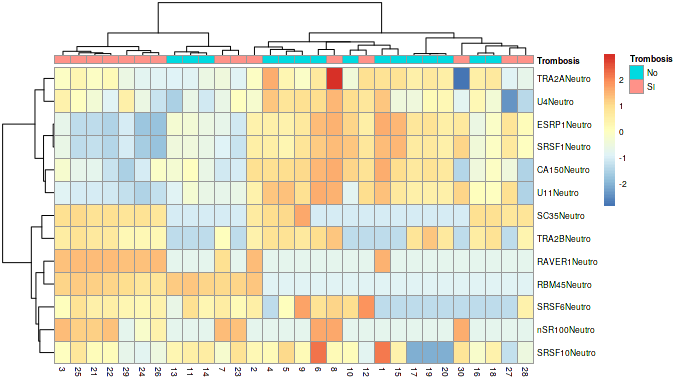 Trombosis
TRA2ANeutro
U4Neutro
ESRP1Neutro
SRSF1Neutro
CA150Neutro
U11Neutro
SC35Neutro
TRA2BNeutro
RAVER1Neutro
RBM45Neutro
SRSF6Neutro
nSR100Neutro
SRSF10Neutro
3 25 21 22 29 24 26 13 11 14 7 23 2 4 5 9 6 8 10 12 1 15 17 19 20 30 16 18 27 28
2
1
0
-1
-2
Trombosis
No
SI